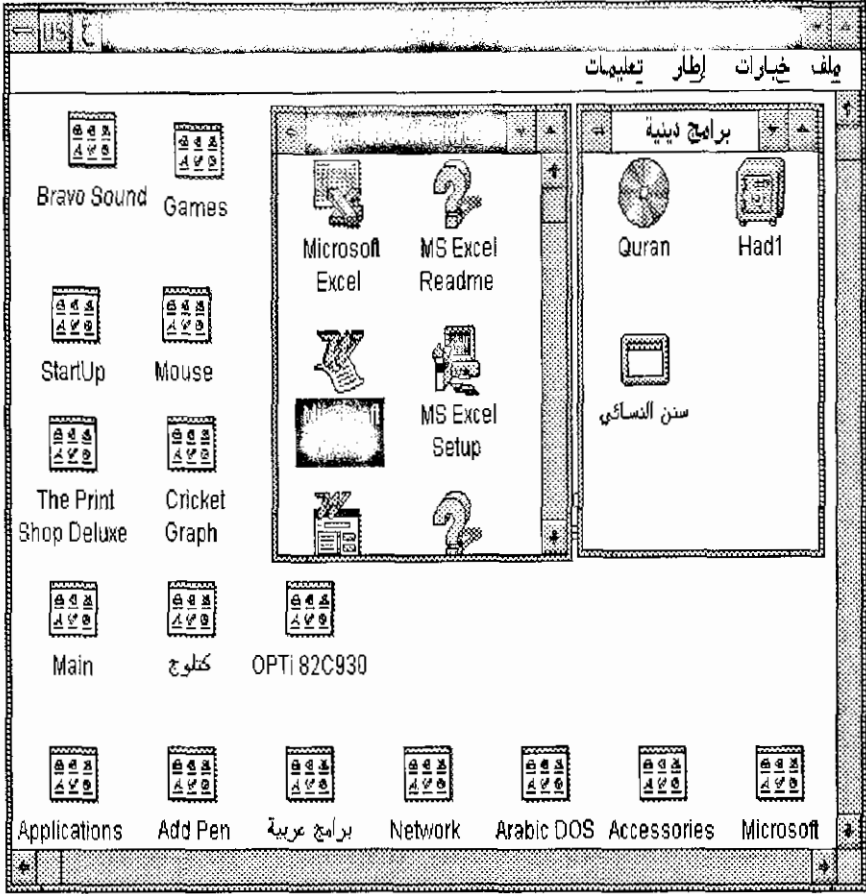 US ع
ملف خيارات إطار تعليمات
Bravo Sound
Games
StartUp
Mouse
The Print
Shop Deluxe
Cricket
Graph
Main
كتلوج
OPTi 82C930
Microsoft
Excel
MS Excel
Readme
MS Excel
Setup
برامج دينية
Quran
Had1
سنن النسائي
Applications
Add Pen
برامج عربية
Network
Arabic DOS
Accessories
Microsoft